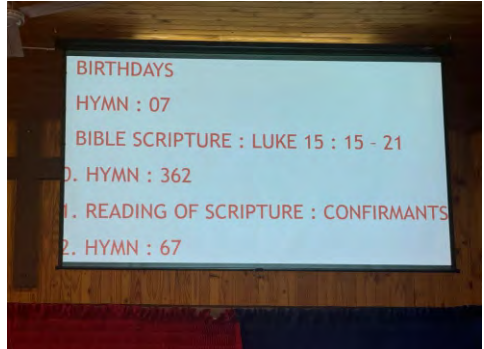 BIRTHDAYS
HYMN : 07
BIBLE SCRIPTURE : LUKE 15 : 15 - 21
0. HYMN : 362
1. READING OF SCRIPTURE : CONFIRMANTS
2. HYMN : 67